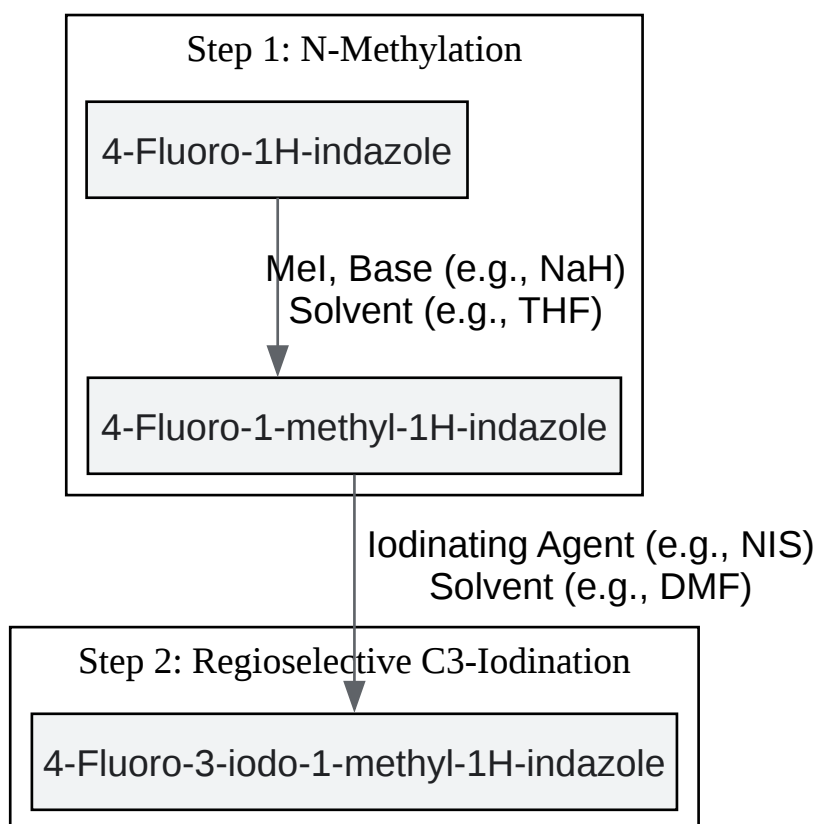 Step 1: N-Methylation
4-Fluoro-1H-indazole
MeI, Base (e.g., NaH)
Solvent (e.g., THF)
4-Fluoro-1-methyl-1H-indazole
Iodinating Agent (e.g., NIS)
Solvent (e.g., DMF)
Step 2: Regioselective C3-Iodination
4-Fluoro-3-iodo-1-methyl-1H-indazole